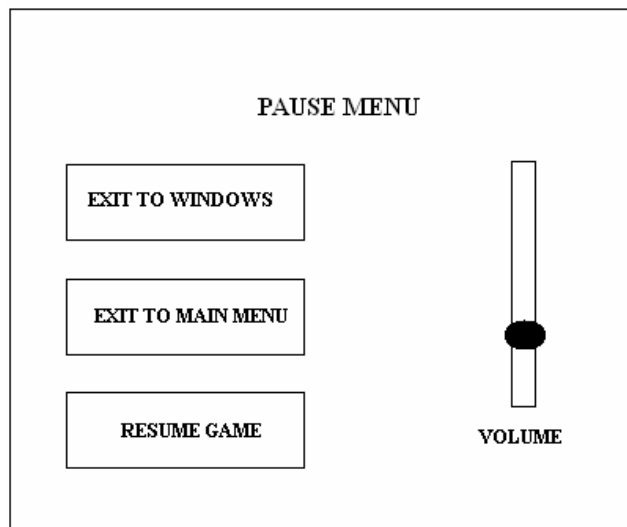 PAUSE MENU
EXIT TO WINDOWS
EXIT TO MAIN MENU
RESUME GAME
VOLUME